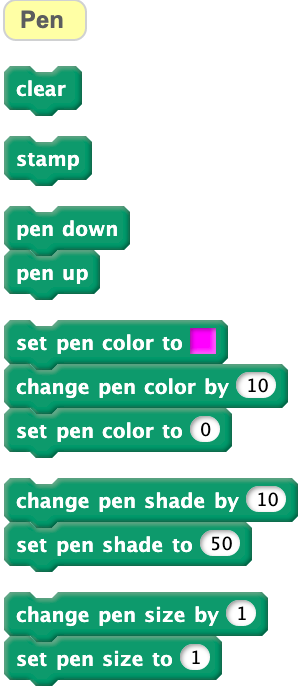 Pen
clear
stamp
pen down
pen up
set pen color to
change pen color by 10
set pen color to 0
change pen shade by 10
set pen shade to 50
change pen size by 1
set pen size to 1